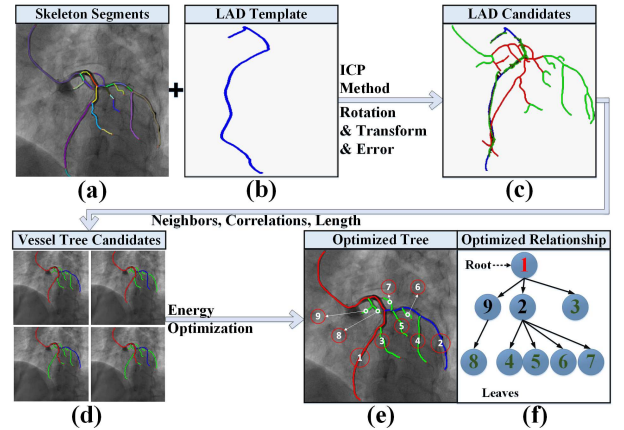 Skeleton Segments
LAD Template
LAD Candidates
+
ICP
Method
Rotation
& Transform
& Error
(a)
(b)
(c)
Neighbors, Correlations, Length
Vessel Tree Candidates
Optimized Tree
Optimized Relationship
Energy
Optimization
7
6
9
8
5
3
4
2
1
Root
1
9
2
3
8
4
5
6
7
Leaves
(d)
(e)
(f)